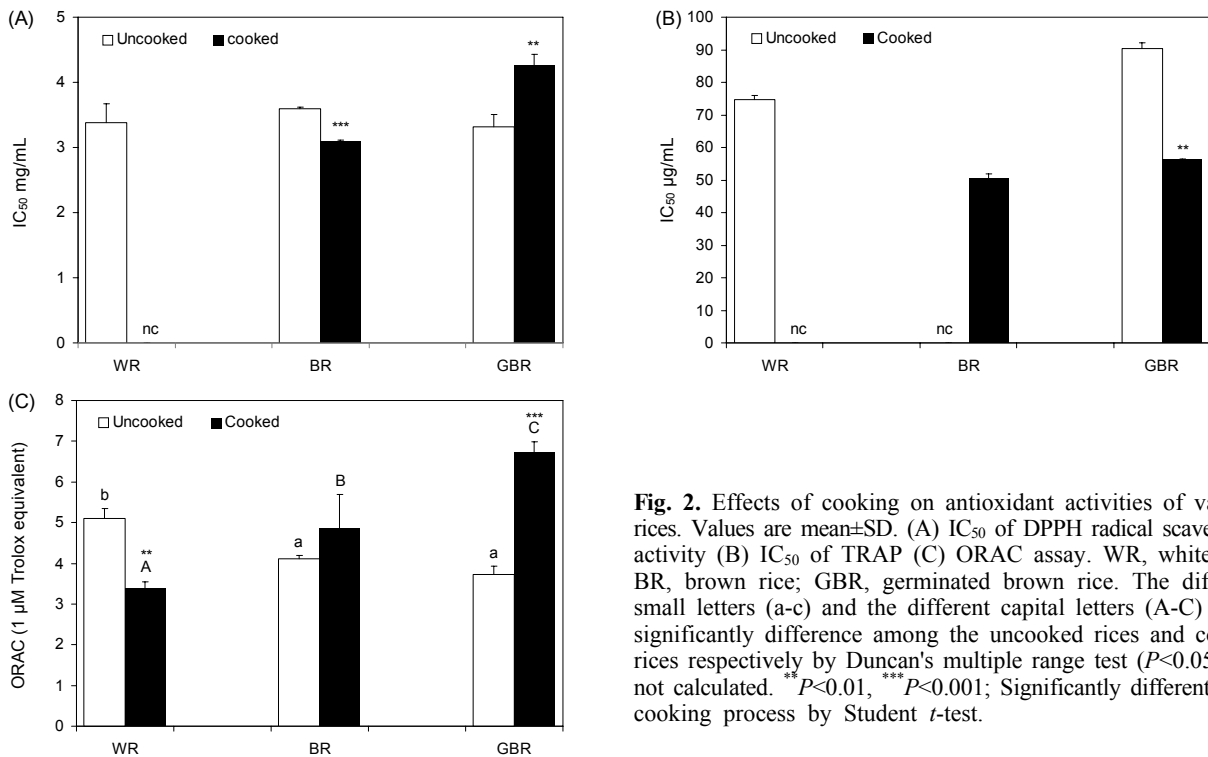 (A)
Uncooked cooked
IC50 mg/mL
5
4
3
2
1
0
nc
***
**
WR BR GBR
(B)
Uncooked Cooked
IC50 µg/mL
100
90
80
70
60
50
40
30
20
10
0
nc nc
**
WR BR GBR
(C)
Uncooked Cooked
ORAC (1 µM Trolox equivalent)
8
7
6
5
4
3
2
1
0
b
**
A
a
B
a
***
C
WR BR GBR
Fig. 2. Effects of cooking on antioxidant activities of va
rices. Values are mean±SD. (A) IC50 of DPPH radical scave
activity (B) IC50 of TRAP (C) ORAC assay. WR, white
BR, brown rice; GBR, germinated brown rice. The diff
small letters (a-c) and the different capital letters (A-C)
significantly difference among the uncooked rices and co
rices respectively by Duncan's multiple range test (P<0.05
not calculated. **P<0.01, ***P<0.001; Significantly different
cooking process by Student t-test.